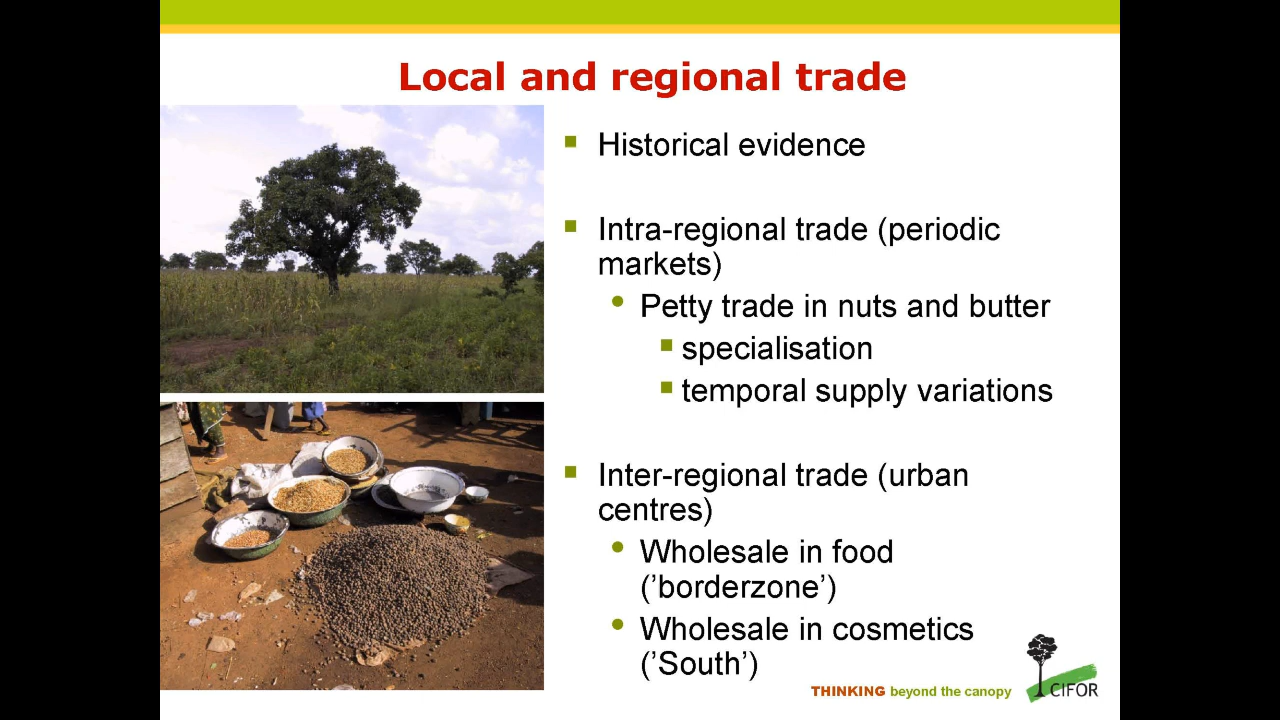 Local and regional trade
Historical evidence
Intra-regional trade (periodic
markets)
Petty trade in nuts and butter
specialisation
temporal supply variations
Inter-regional trade (urban
centres)
Wholesale in food
(’borderzone’)
Wholesale in cosmetics
(’South’)
THINKING beyond the canopy
CIFOR